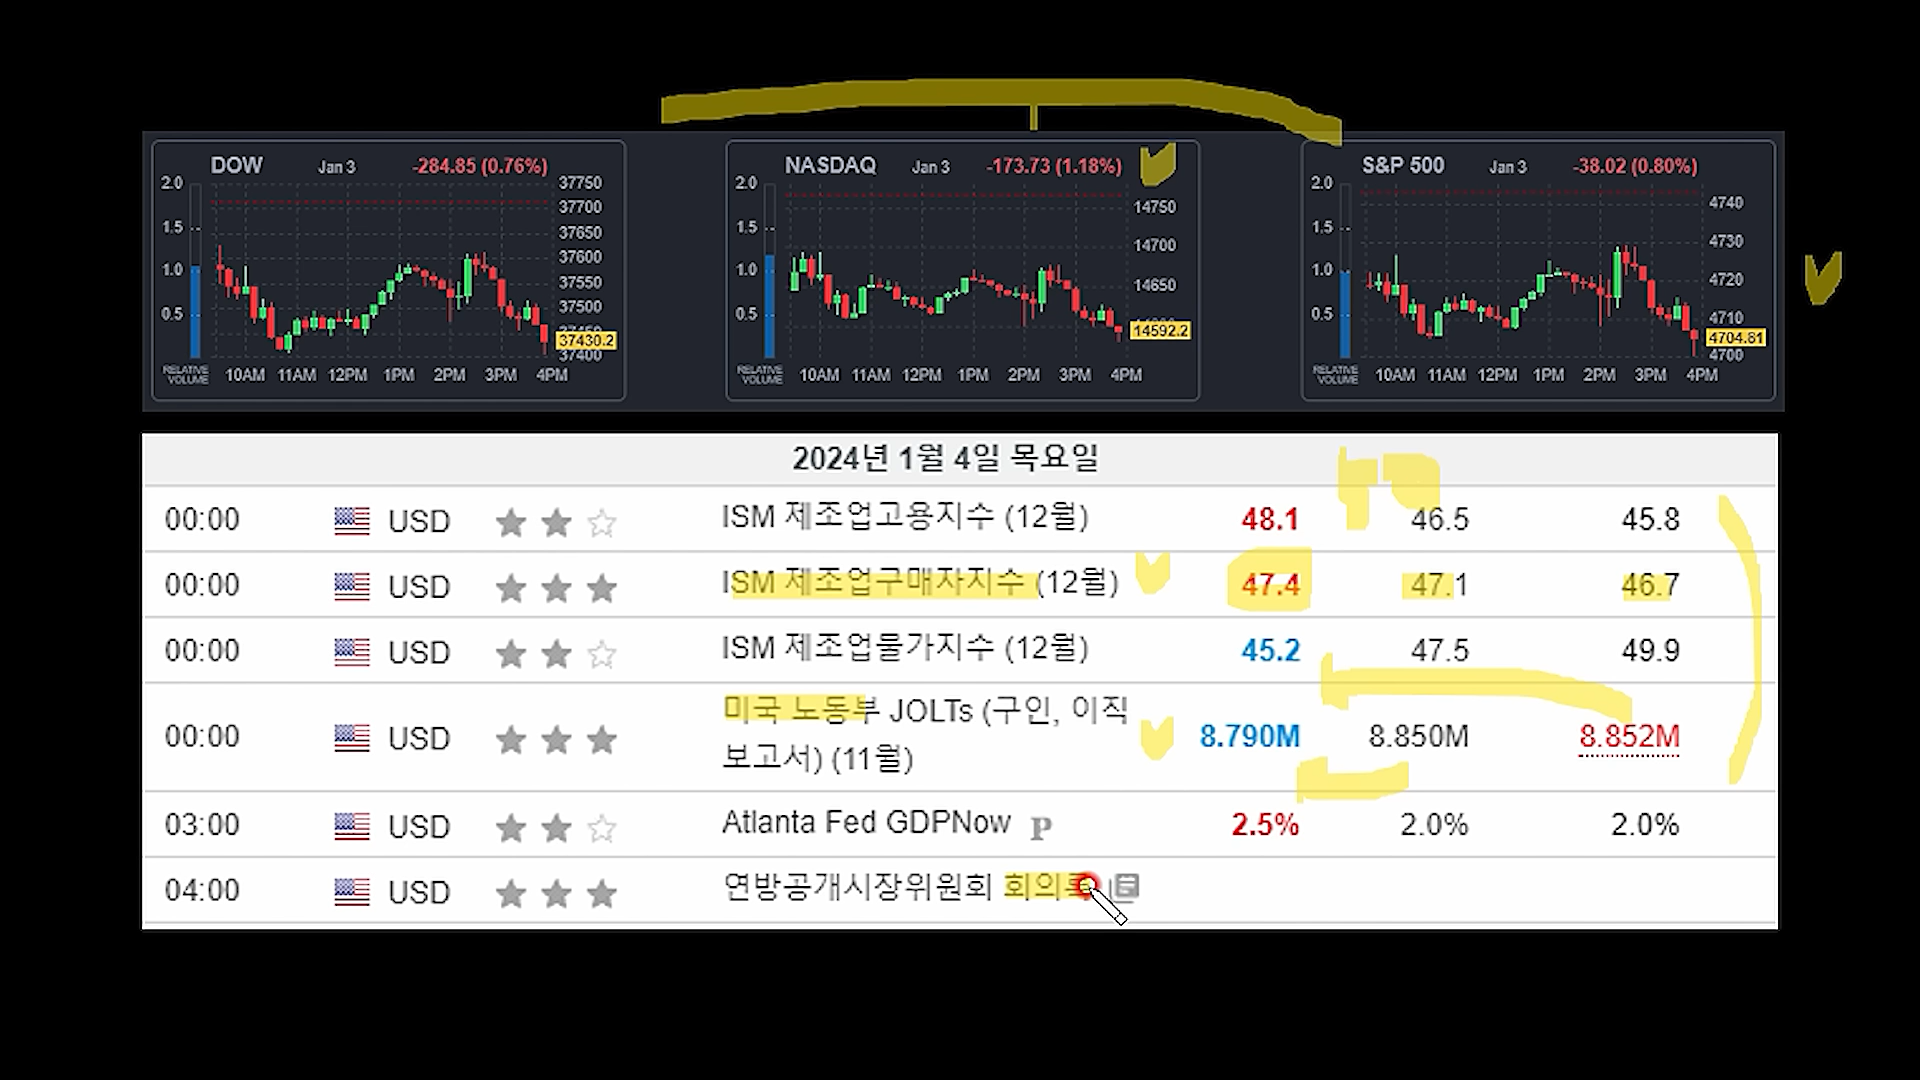 DOW Jan 3 -284.85 (0.76%)
2.0
1.5
1.0
0.5
37750
37700
37650
37600
37550
37500
37430.2
37400
RELATIVE
VOLUME
10AM 11AM 12PM 1PM 2PM 3PM 4PM
NASDAQ Jan 3 -173.73 (1.18%)
2.0
1.5
1.0
0.5
14750
14700
14650
14592.2
RELATIVE
VOLUME
10AM 11AM 12PM 1PM 2PM 3PM 4PM
S&P 500 Jan 3 -38.02 (0.80%)
2.0
1.5
1.0
0.5
4740
4730
4720
4710
4704.81
4700
RELATIVE
VOLUME
10AM 11AM 12PM 1PM 2PM 3PM 4PM
2024년 1월 4일 목요일
00:00 USD ISM 제조업고용지수 (12월) 48.1 46.5 45.8
00:00 USD ISM 제조업구매자지수 (12월) 47.4 47.1 46.7
00:00 USD ISM 제조업물가지수 (12월) 45.2 47.5 49.9
00:00 USD 미국 노동부 JOLTs (구인, 이직 8.790M 8.850M 8.852M
보고서) (11월)
03:00 USD Atlanta Fed GDPNow P 2.5% 2.0% 2.0%
04:00 USD 연방공개시장위원회 회의록